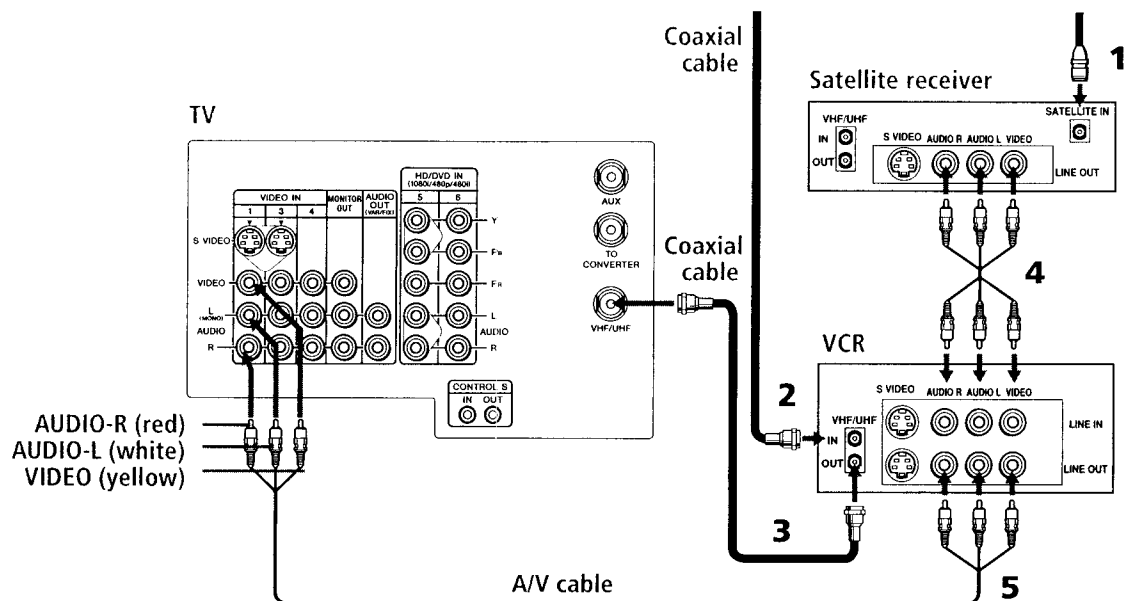 Coaxial
cable
1
Satellite receiver
SATELLITE IN
VHF/UHF
IN
OUT
S VIDEO AUDIO R AUDIO L VIDEO
LINE OUT
TV
HD/DVD IN
(1080i/480p/480i)
5 6
VIDEO IN
1 3 4
MONITOR
OUT
AUDIO
OUT
(VAR/FIX)
S VIDEO
VIDEO
L
(MONO)
AUDIO
R
Y
PB
PR
L
AUDIO
R
AUX
TO
CONVERTER
VHF/UHF
CONTROL S
IN OUT
Coaxial
cable
4
VCR
2
VHF/UHF
IN
OUT
S VIDEO AUDIO R AUDIO L VIDEO
LINE IN
LINE OUT
3
AUDIO-R (red)
AUDIO-L (white)
VIDEO (yellow)
A/V cable
5